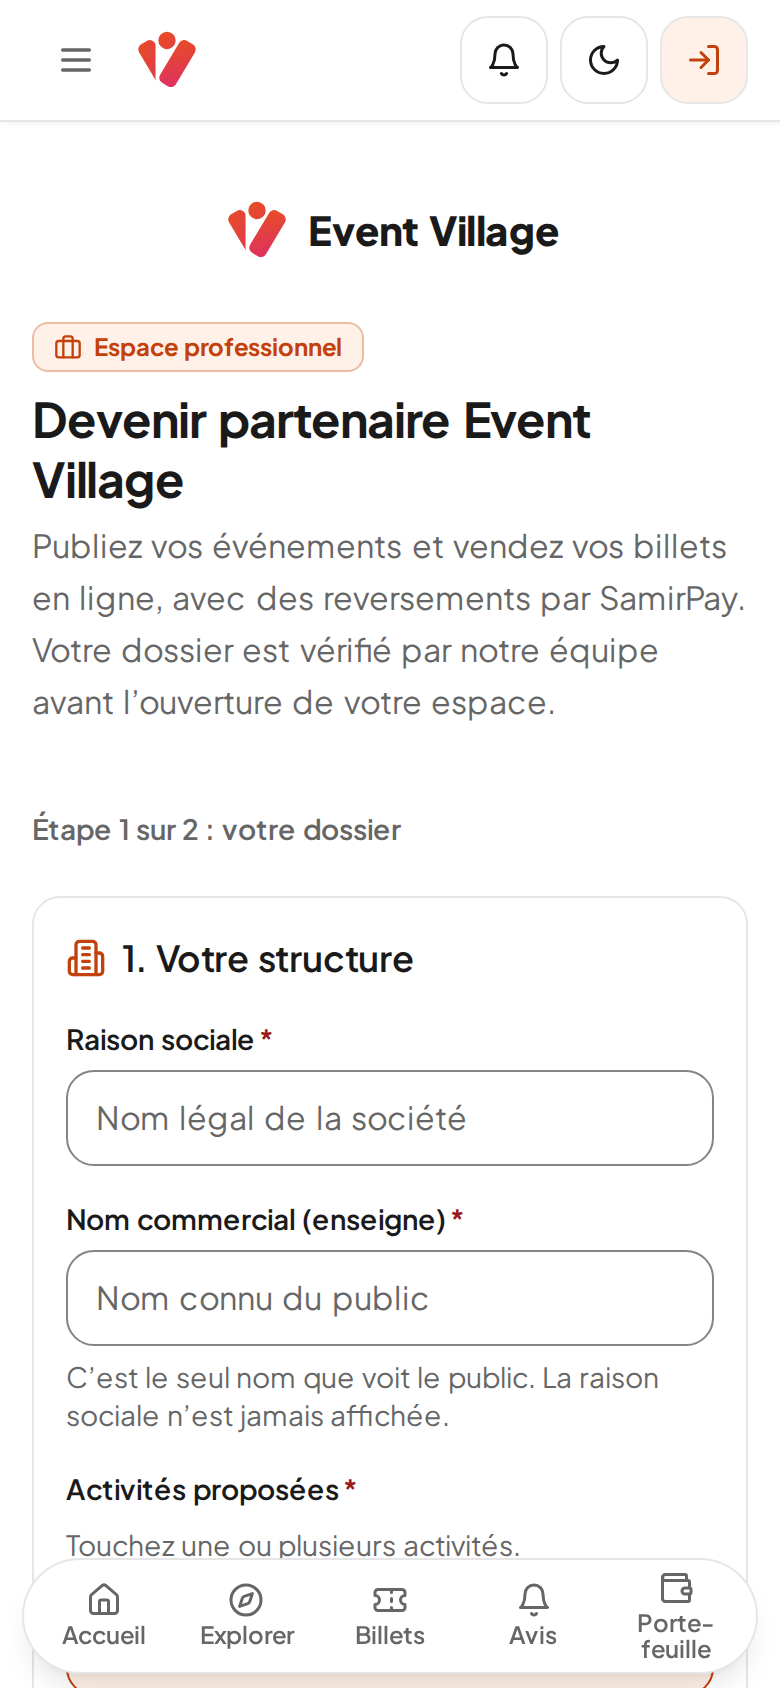 Event Village
Espace professionnel
Devenir partenaire Event
Village
Publiez vos événements et vendez vos billets
en ligne, avec des reversements par SamirPay.
Votre dossier est vérifié par notre équipe
avant l’ouverture de votre espace.
Étape 1 sur 2 : votre dossier
1. Votre structure
Raison sociale *
Nom légal de la société
Nom commercial (enseigne) *
Nom connu du public
C’est le seul nom que voit le public. La raison
sociale n’est jamais affichée.
Activités proposées *
Touchez une ou plusieurs activités.
Accueil
Explorer
Billets
Avis
Porte-
feuille